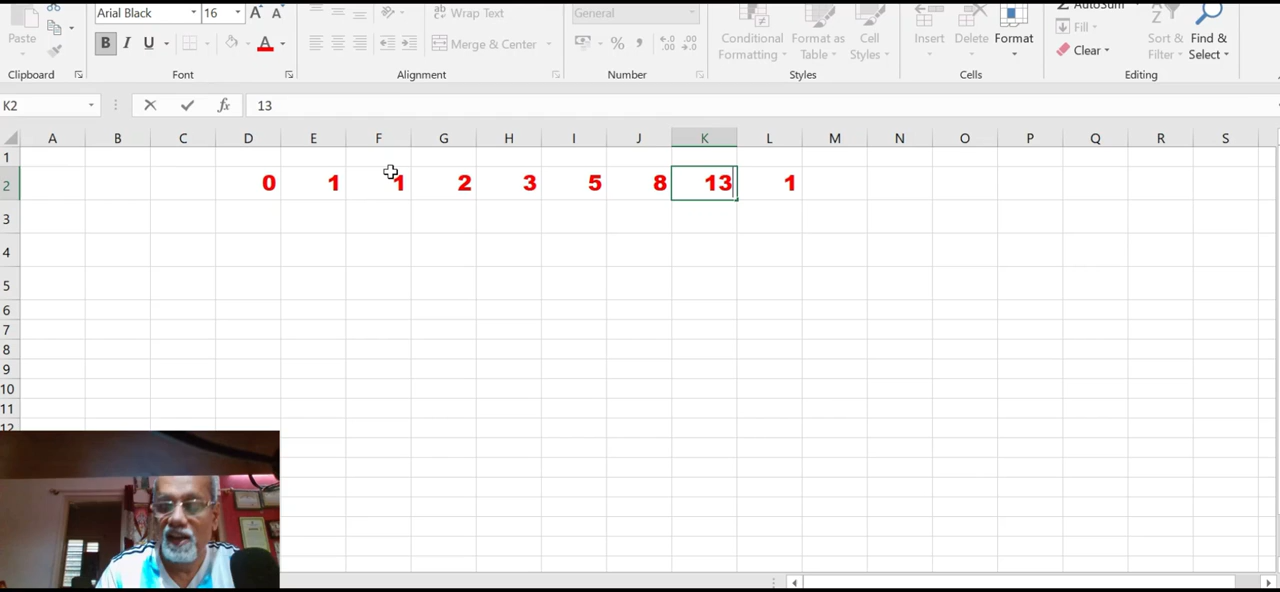 Arial Black 16 A A Wrap Text General AutoSum
Paste B I U A Merge & Center % , Conditional Formatting Format as Table Cell Styles Insert Delete Format Fill Clear Sort & Filter Find & Select
Clipboard Font Alignment Number Styles Cells Editing
K2 fx 13
A B C D E F G H I J K L M N O P Q R S
1
2 0 1 1 2 3 5 8 13 1
3
4
5
6
7
8
9
10
11
12